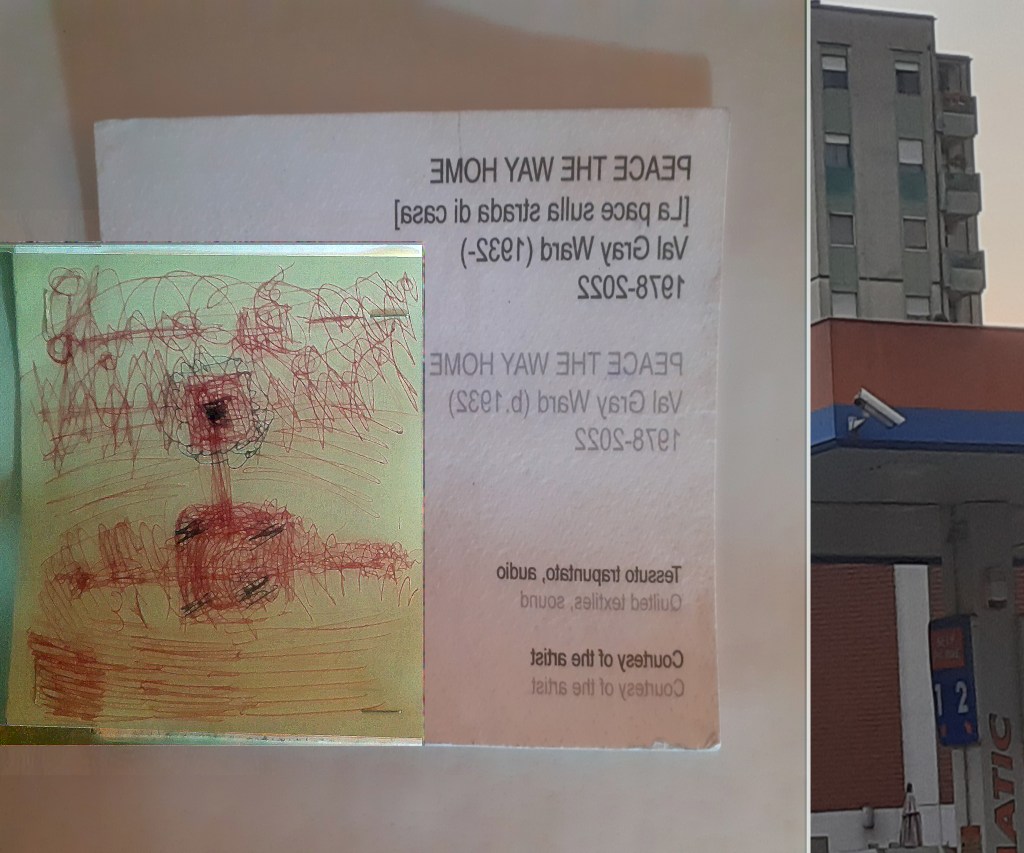 PEACE THE WAY HOME
[La pace sulla strada di casa]
Val Gray Ward (1932-)
1978-2022
PEACE THE WAY HOME
Val Gray Ward (b.1932)
1978-2022
Tessuto trapuntato, audio
Quilted textiles, sound
Courtesy of the artist
Courtesy of the artist
1 2
MATIC